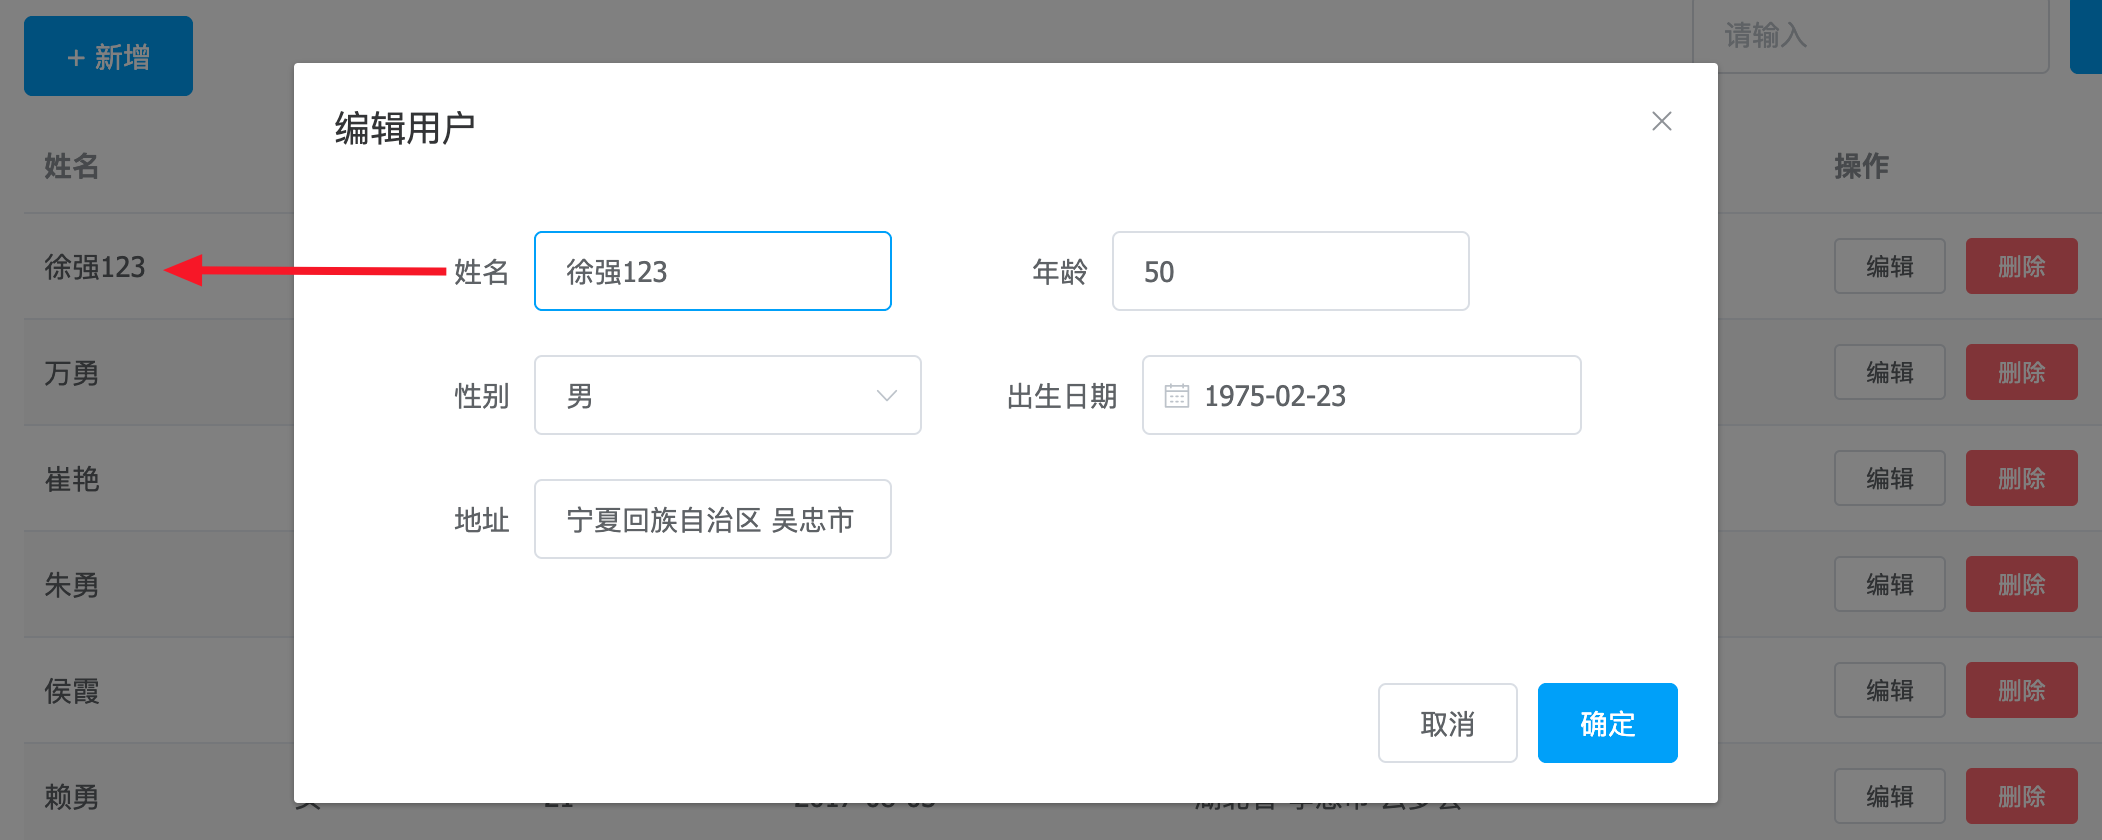 + 新增
请输入
编辑用户
姓名
操作
徐强123
姓名
徐强123
年龄
50
编辑
删除
万勇
性别
男
出生日期
1975-02-23
编辑
删除
崔艳
地址
宁夏回族自治区 吴忠市
编辑
删除
朱勇
编辑
删除
侯霞
取消
确定
编辑
删除
赖勇
编辑
删除